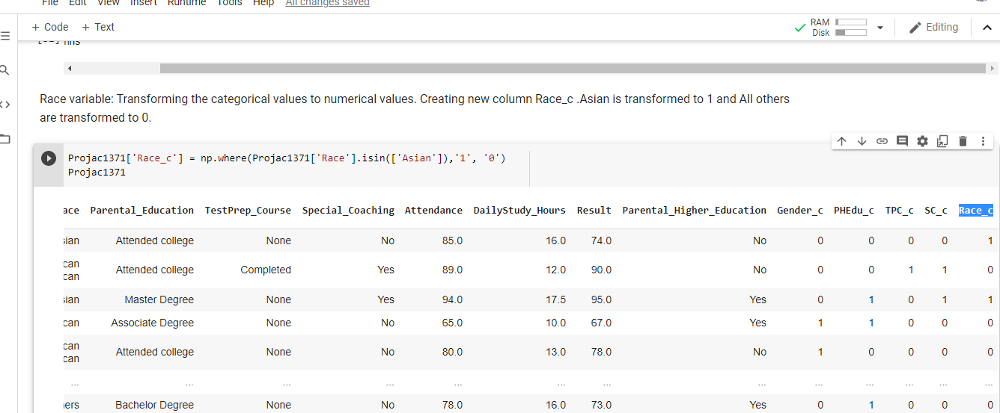 File Edit View Insert Runtime Tools Help All changes saved
+ Code + Text
RAM
Disk
Editing
Race variable: Transforming the categorical values to numerical values. Creating new column Race_c .Asian is transformed to 1 and All others
are transformed to 0.
Projac1371['Race_c'] = np.where(Projac1371['Race'].isin(['Asian']),'1', '0')
Projac1371
ace Parental_Education TestPrep_Course Special_Coaching Attendance DailyStudy_Hours Result Parental_Higher_Education Gender_c PHEdu_c TPC_c SC_c Race_c
sian Attended college None No 85.0 16.0 74.0 No 0 0 0 0 1
can
can Attended college Completed Yes 89.0 12.0 90.0 No 0 0 1 1 0
sian Master Degree None Yes 94.0 17.5 95.0 Yes 0 1 0 1 1
can Associate Degree None No 65.0 10.0 67.0 Yes 1 1 0 0 0
can
can Attended college None No 80.0 13.0 78.0 No 1 0 0 0 0
... ... ... ... ... ... ... ... ... ... ... ... ...
ers Bachelor Degree None No 78.0 16.0 73.0 Yes 0 1 0 0 0